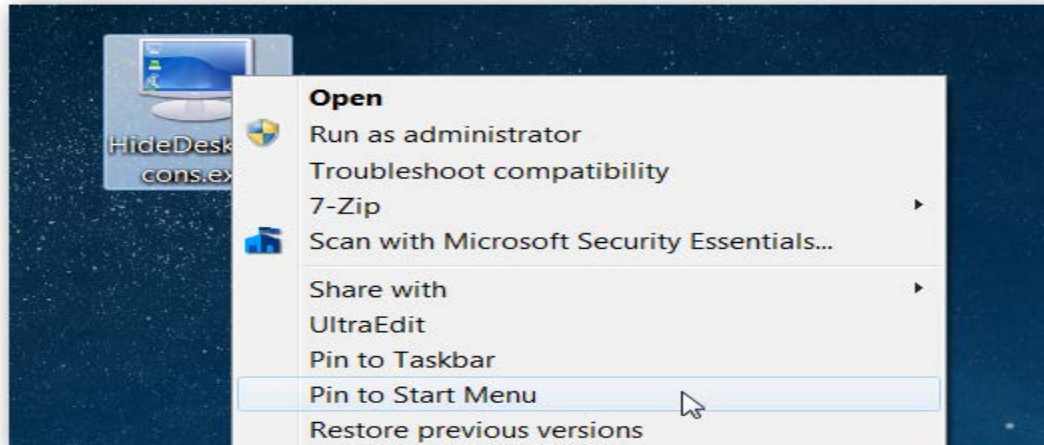 HideDesk
cons.ex
Open
Run as administrator
Troubleshoot compatibility
7-Zip
Scan with Microsoft Security Essentials...
Share with
UltraEdit
Pin to Taskbar
Pin to Start Menu
Restore previous versions